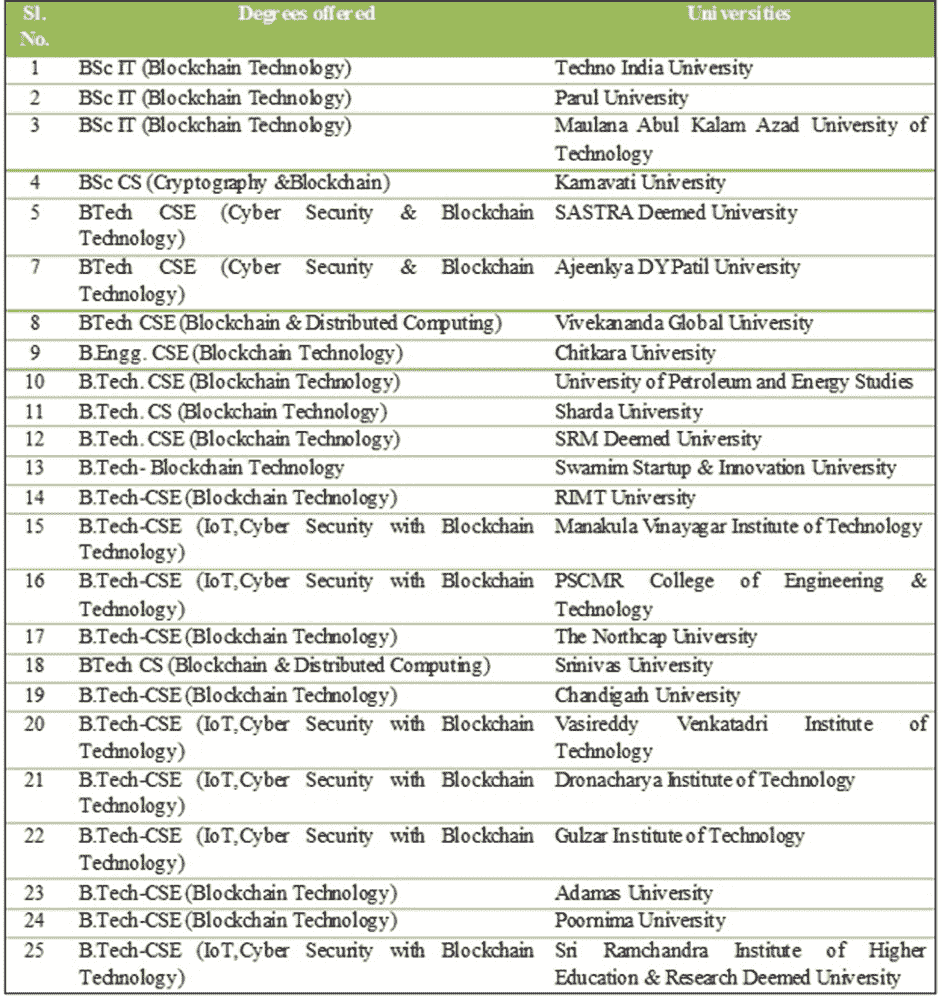 Sl. Degrees offered Universities
No.
1 BSc IT (Blockchain Technology) Techno India University
2 BSc IT (Blockchain Technology) Parul University
3 BSc IT (Blockchain Technology) Maulana Abul Kalam Azad University of
Technology
4 BSc CS (Cryptography &Blockchain) Karnavati University
5 BTech CSE (Cyber Security & Blockchain SASTRA Deemed University
Technology)
7 BTech CSE (Cyber Security & Blockchain Ajeenkya DYPatil University
Technology)
8 BTech CSE (Blockchain & Distributed Computing) Vivekananda Global University
9 B.Engg. CSE (Blockchain Technology) Chitkara University
10 B.Tech. CSE (Blockchain Technology) University of Petroleum and Energy Studies
11 B.Tech. CS (Blockchain Technology) Sharda University
12 B.Tech. CSE (Blockchain Technology) SRM Deemed University
13 B.Tech- Blockchain Technology Swarnim Startup & Innovation University
14 B.Tech-CSE (Blockchain Technology) RIMT University
15 B.Tech-CSE (IoT,Cyber Security with Blockchain Manakula Vinayagar Institute of Technology
Technology)
16 B.Tech-CSE (IoT,Cyber Security with Blockchain PSCMR College of Engineering &
Technology) Technology
17 B.Tech-CSE (Blockchain Technology) The Northcap University
18 BTech CS (Blockchain & Distributed Computing) Srinivas University
19 B.Tech-CSE (Blockchain Technology) Chandigarh University
20 B.Tech-CSE (IoT,Cyber Security with Blockchain Vasireddy Venkatadri Institute of
Technology) Technology
21 B.Tech-CSE (IoT,Cyber Security with Blockchain Dronacharya Institute of Technology
Technology)
22 B.Tech-CSE (IoT,Cyber Security with Blockchain Gulzar Institute of Technology
Technology)
23 B.Tech-CSE (Blockchain Technology) Adamas University
24 B.Tech-CSE (Blockchain Technology) Poornima University
25 B.Tech-CSE (IoT,Cyber Security with Blockchain Sri Ramchandra Institute of Higher
Technology) Education & Research Deemed University